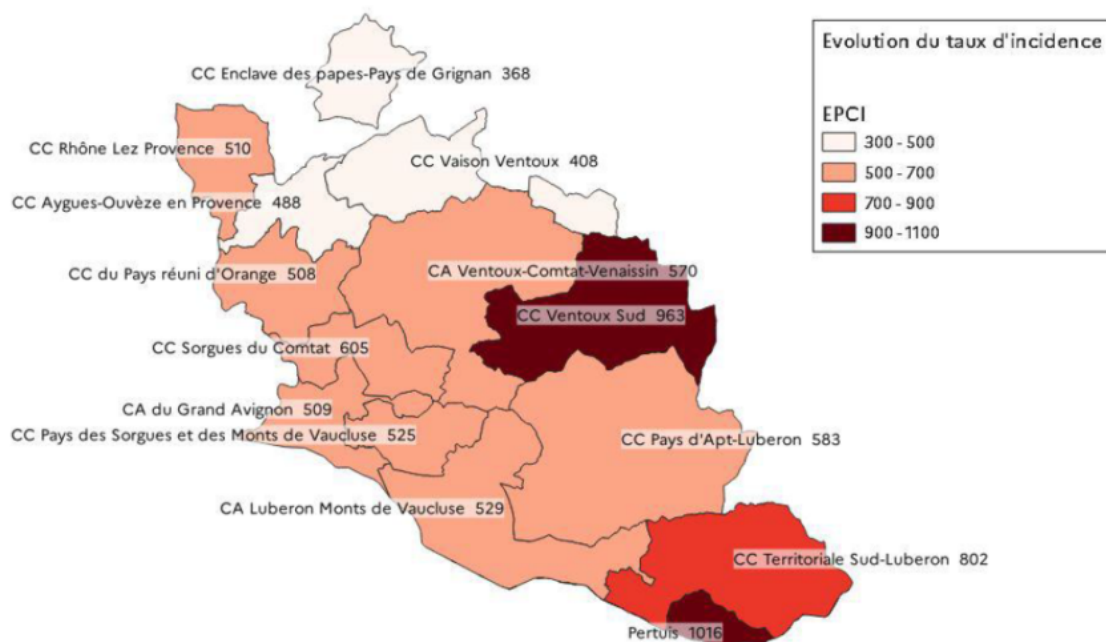 Evolution du taux d'incidence
EPCI
300 - 500
500 - 700
700 - 900
900 - 1100
CC Enclave des papes-Pays de Grignan 368
CC Rhône Lez Provence 510
CC Vaison Ventoux 408
CC Aygues-Ouvèze en Provence 488
CC du Pays réuni d'Orange 508
CA Ventoux-Comtat-Venaissin 570
CC Ventoux Sud 963
CC Sorgues du Comtat 605
CA du Grand Avignon 509
CC Pays des Sorgues et des Monts de Vaucluse 525
CC Pays d'Apt-Luberon 583
CA Luberon Monts de Vaucluse 529
CC Territoriale Sud-Luberon 802
Pertuis 1016